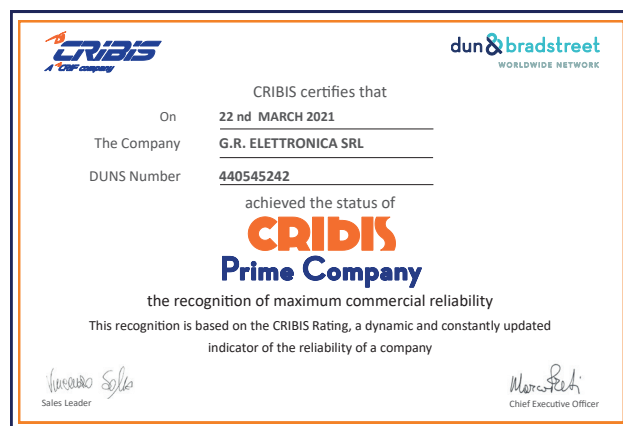 CRIBIS
A CRIF company
dun & bradstreet
WORLDWIDE NETWORK
CRIBIS certifies that
On 22 nd MARCH 2021
The Company G.R. ELETTRONICA SRL
DUNS Number 440545242
achieved the status of
CRIBIS
Prime Company
the recognition of maximum commercial reliability
This recognition is based on the CRIBIS Rating, a dynamic and constantly updated
indicator of the reliability of a company
Sales Leader
Chief Executive Officer